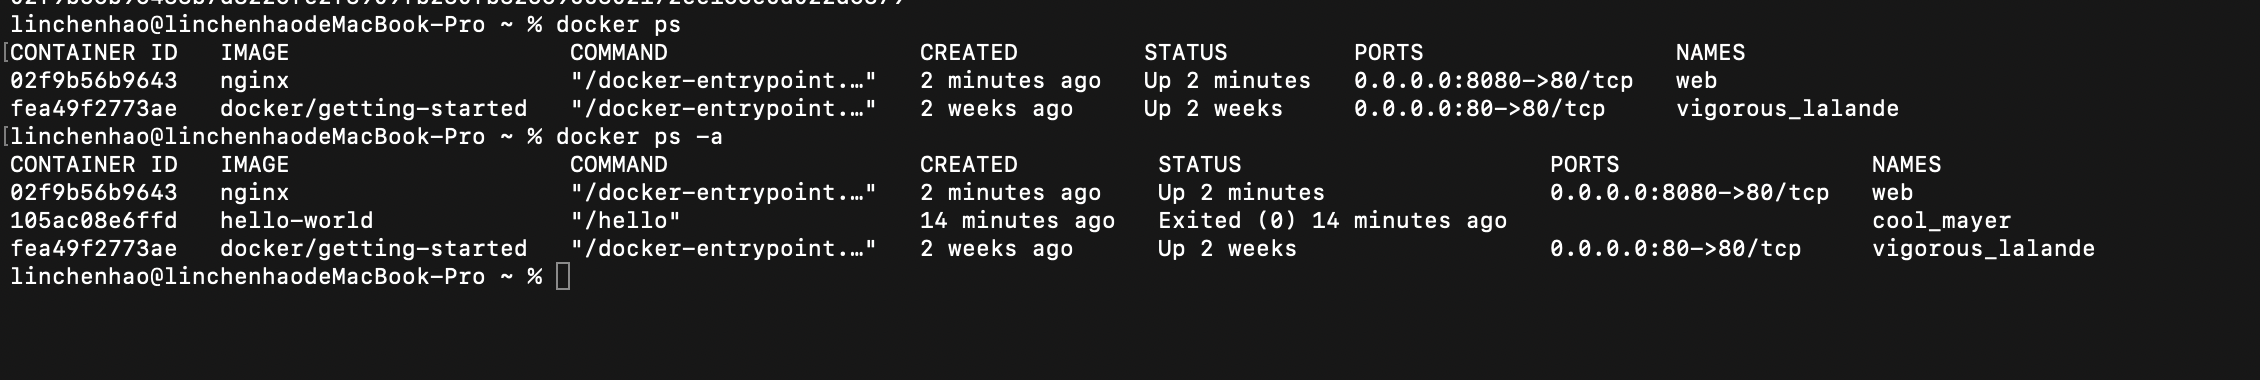 linchenhao@linchenhaodeMacBook-Pro ~ % docker ps
CONTAINER ID   IMAGE                    COMMAND                  CREATED         STATUS         PORTS                  NAMES
02f9b56b9643   nginx                    "/docker-entrypoint.…"   2 minutes ago   Up 2 minutes   0.0.0.0:8080->80/tcp   web
fea49f2773ae   docker/getting-started   "/docker-entrypoint.…"   2 weeks ago     Up 2 weeks     0.0.0.0:80->80/tcp     vigorous_lalande
linchenhao@linchenhaodeMacBook-Pro ~ % docker ps -a
CONTAINER ID   IMAGE                    COMMAND                  CREATED          STATUS                      PORTS                  NAMES
02f9b56b9643   nginx                    "/docker-entrypoint.…"   2 minutes ago    Up 2 minutes                0.0.0.0:8080->80/tcp   web
105ac08e6ffd   hello-world              "/hello"                 14 minutes ago   Exited (0) 14 minutes ago                          cool_mayer
fea49f2773ae   docker/getting-started   "/docker-entrypoint.…"   2 weeks ago      Up 2 weeks                  0.0.0.0:80->80/tcp     vigorous_lalande
linchenhao@linchenhaodeMacBook-Pro ~ %